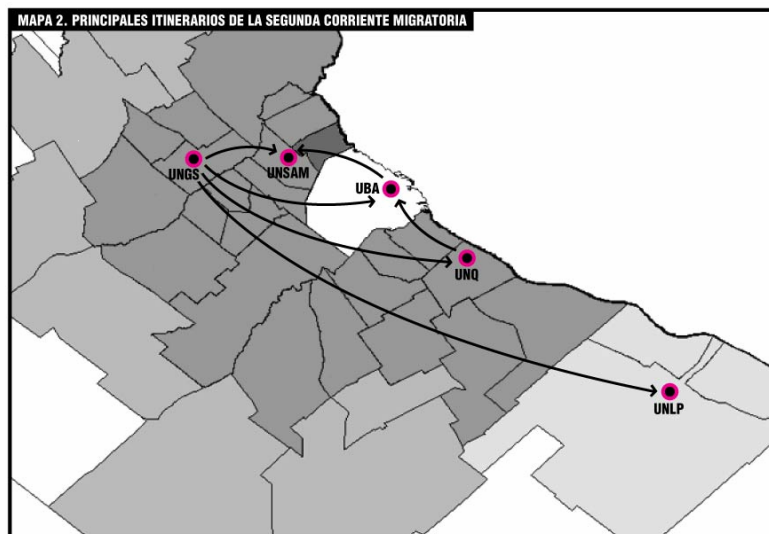 MAPA 2. PRINCIPALES ITINERARIOS DE LA SEGUNDA CORRIENTE MIGRATORIA
UNGS
UNSAM
UBA
UNQ
UNLP